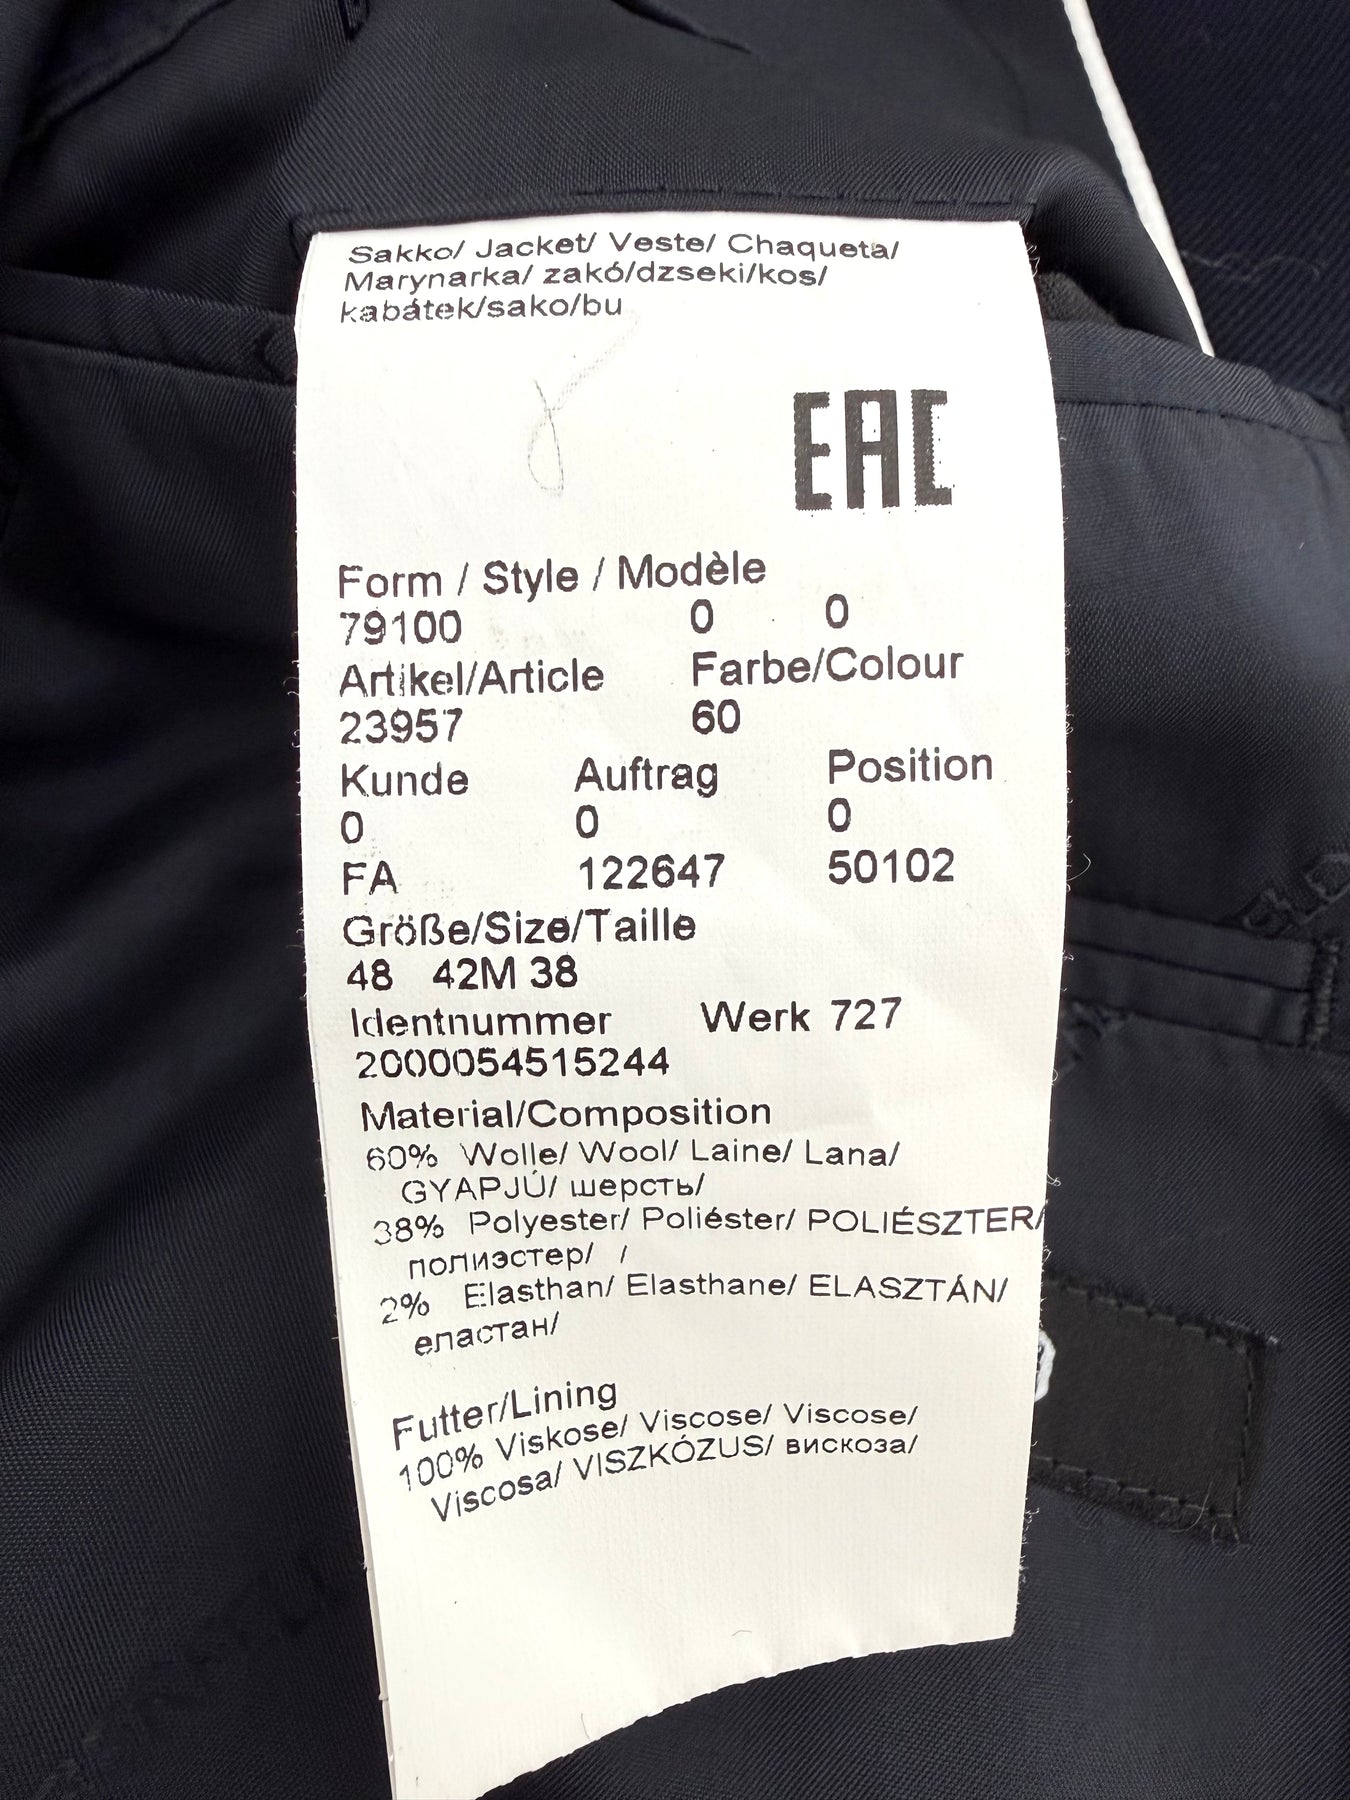 Sakko/ Jacket/ Veste/ Chaqueta/
Marynarka/ zakó/dzseki/kos/
kabátek/sako/bu
EAC
Form / Style / Modèle
79100 0 0
Artikel/Article Farbe/Colour
23957 60
Kunde Auftrag Position
0 0 0
FA 122647 50102
Größe/Size/Taille
48 42M 38
Identnummer Werk 727
2000054515244
Material/Composition
60% Wolle/ Wool/ Laine/ Lana/
GYAPJÚ/ шерсть/
38% Polyester/ Poliéster/ POLIÉSZTER/
полиэстер/ /
2% Elasthan/ Elasthane/ ELASZTÁN/
еластан/
Futter/Lining
100% Viskose/ Viscose/ Viscose/
Viscosa/ VISZKÓZUS/ вискоза/